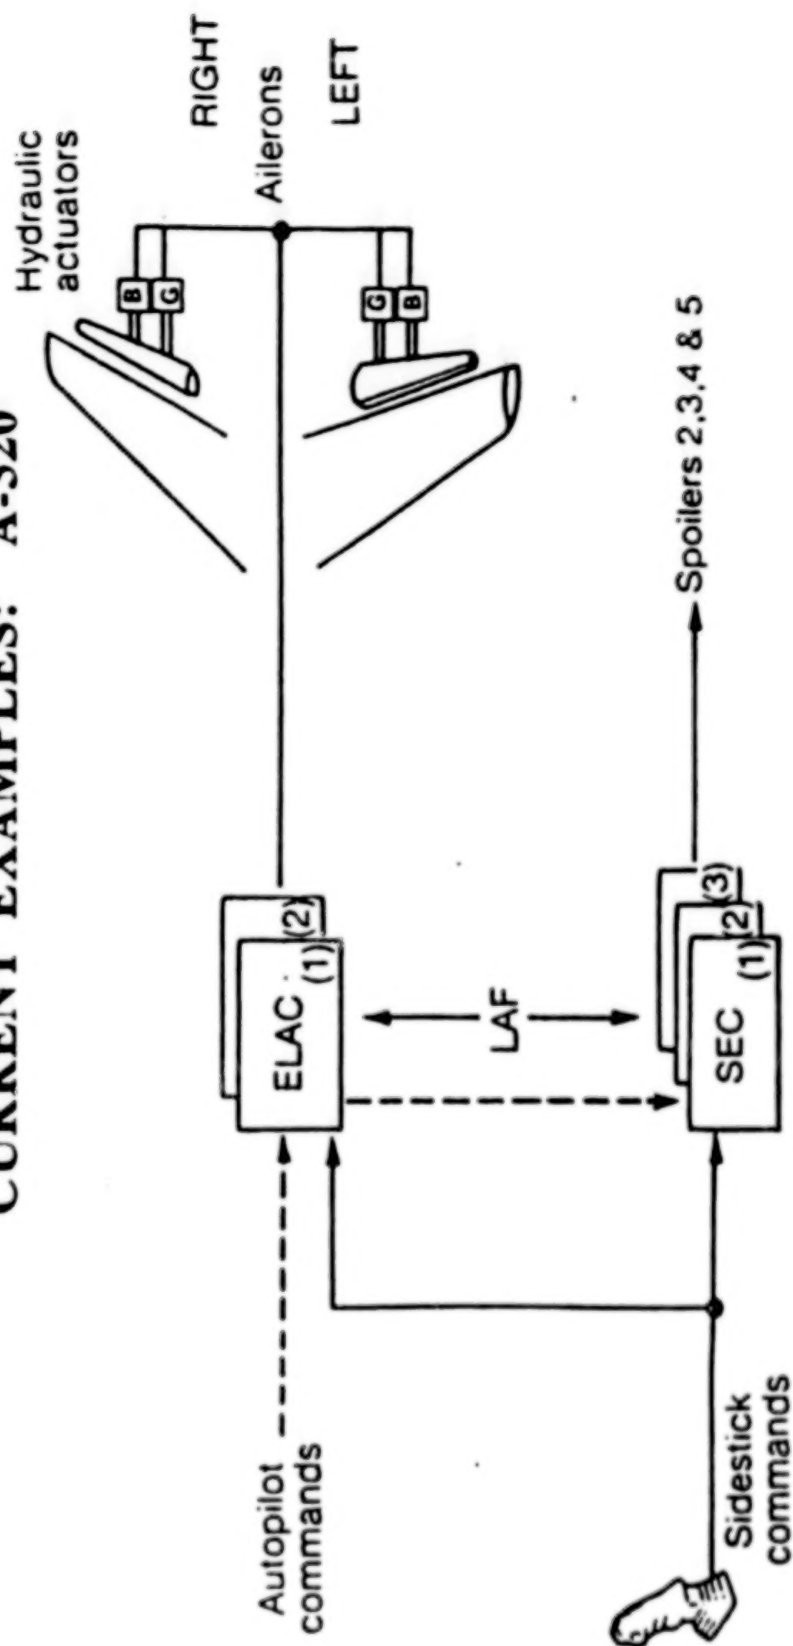 CURRENT EXAMPLES: A-320
Hydraulic
actuators
RIGHT
B
G
Ailerons
G
B
LEFT
Autopilot
commands
ELAC
(1)
(2)
LAF
Spoilers 2,3,4 & 5
SEC
(1)
(2)
(3)
Sidestick
commands